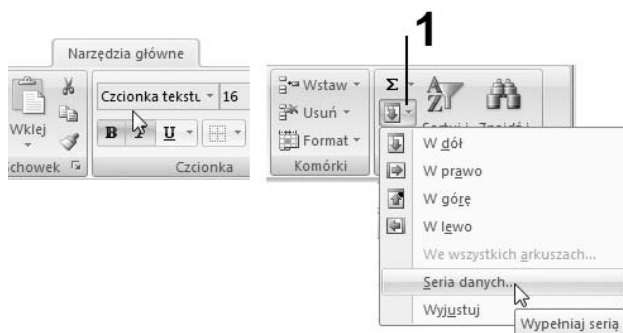 1
Narzędzia główne
Wklej
Schowek
Czcionka tekstu 16
B I U
Czcionka
Wstaw
Usuń
Format
Komórki
Σ
A
Z
W dół
W prawo
W górę
W lewo
We wszystkich arkuszach...
Seria danych...
Wyjustuj
Wypełniaj serią